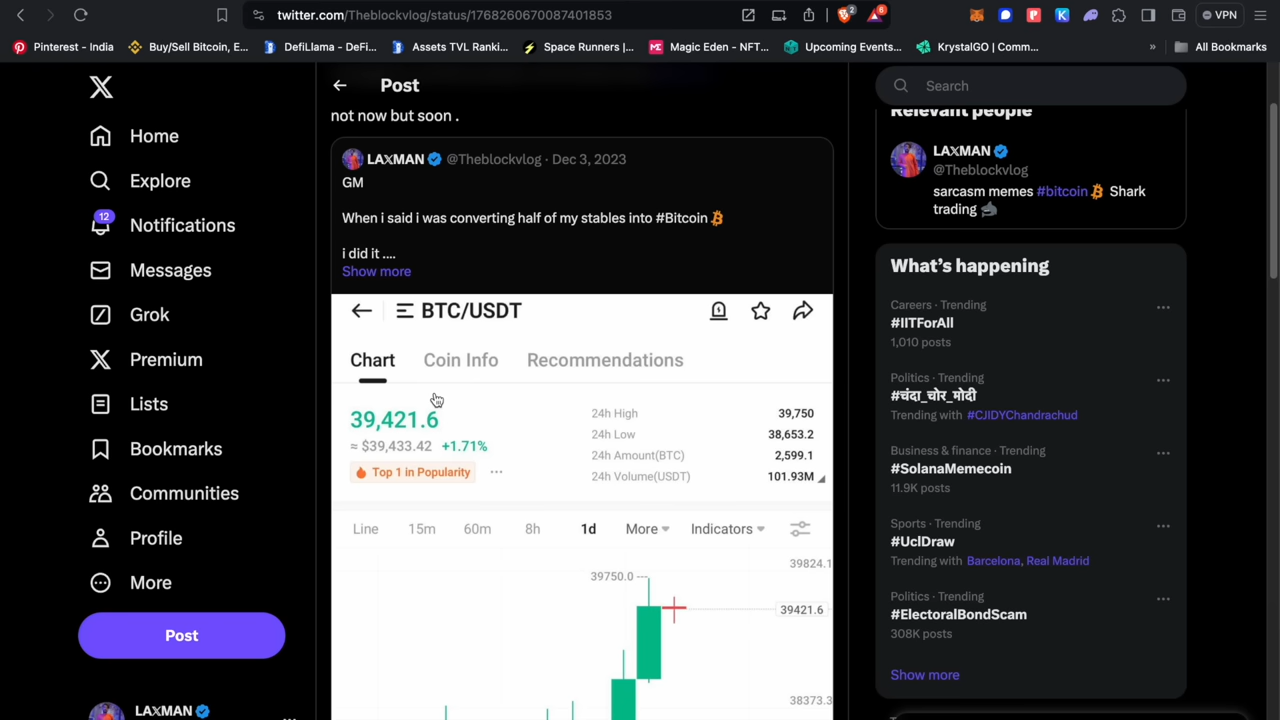 twitter.com/Theblockvlog/status/1768260670087401853
2
6
VPN
Pinterest - India
Buy/Sell Bitcoin, E...
DefiLlama - DeFi...
Assets TVL Ranki...
Space Runners |...
Magic Eden - NFT...
Upcoming Events...
KrystalGO | Comm...
»
All Bookmarks
Home
Explore
12
Notifications
Messages
Grok
Premium
Lists
Bookmarks
Communities
Profile
More
Post
LAXMAN
Post
not now but soon .
LAXMAN @Theblockvlog · Dec 3, 2023
GM
When i said i was converting half of my stables into #Bitcoin
i did it ....
Show more
BTC/USDT
Chart Coin Info Recommendations
39,421.6
≈ $39,433.42 +1.71%
Top 1 in Popularity
24h High 39,750
24h Low 38,653.2
24h Amount(BTC) 2,599.1
24h Volume(USDT) 101.93M
Line 15m 60m 8h 1d More Indicators
39824.1
39750.0
39421.6
38373.3
Search
Relevant people
LAXMAN
@Theblockvlog
sarcasm memes #bitcoin Shark
trading
What's happening
Careers · Trending
#IITForAll
1,010 posts
Politics · Trending
#चंदा_चोर_मोदी
Trending with #CJIDYChandrachud
Business & finance · Trending
#SolanaMemecoin
11.9K posts
Sports · Trending
#UclDraw
Trending with Barcelona, Real Madrid
Politics · Trending
#ElectoralBondScam
308K posts
Show more